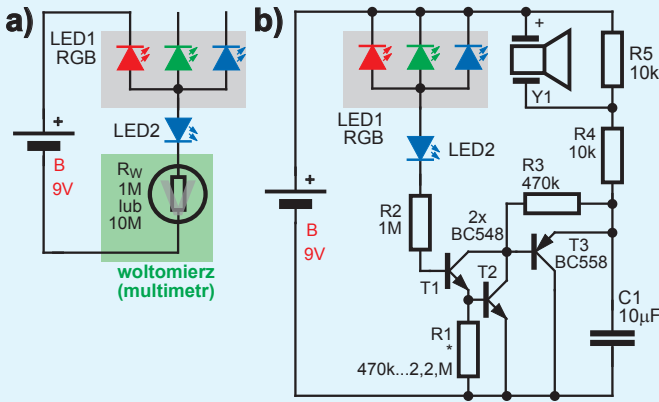 a)
LED1
RGB
LED2
+
B
9V
RW
1M
lub
10M
V
woltomierz
(multimetr)
b)
LED1
RGB
LED2
+
B
9V
R2
1M
2x
BC548
T1
T2
R1
*
470k...2,2,M
+
Y1
R5
10k
R4
10k
R3
470k
T3
BC558
C1
10µF